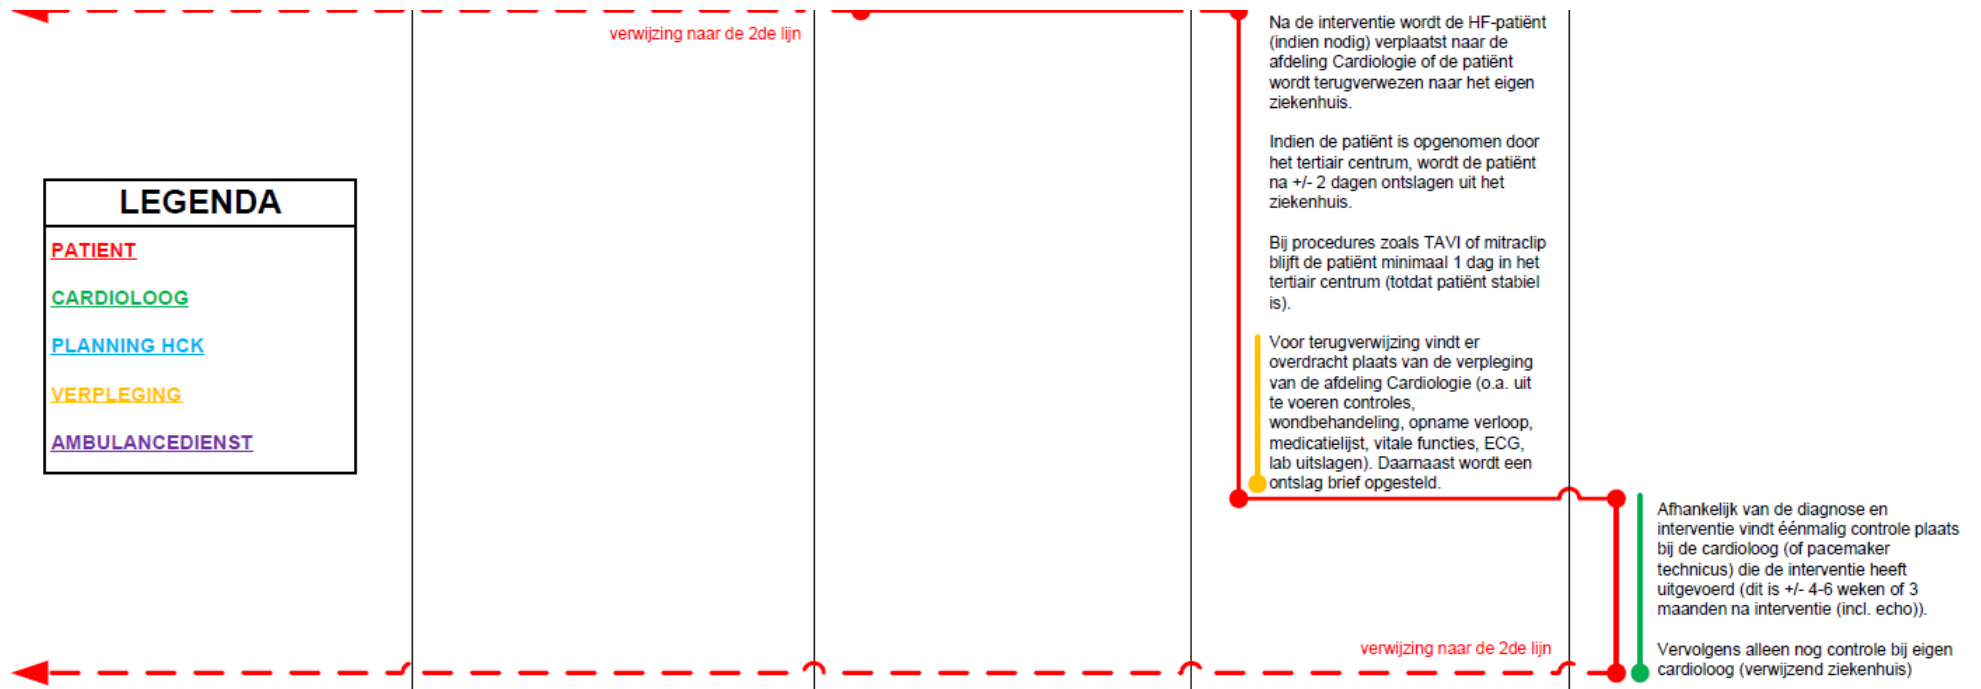 verwijzing naar de 2de lijn
LEGENDA
PATIENT
CARDIOLOOG
PLANNING HCK
VERPLEGING
AMBULANCEDIENST
Na de interventie wordt de HF-patiënt
(indien nodig) verplaatst naar de
afdeling Cardiologie of de patiënt
wordt terugverwezen naar het eigen
ziekenhuis.
Indien de patiënt is opgenomen door
het tertiair centrum, wordt de patiënt
na +/- 2 dagen ontslagen uit het
ziekenhuis.
Bij procedures zoals TAVI of mitraclip
blijft de patiënt minimaal 1 dag in het
tertiair centrum (totdat patiënt stabiel
is).
Voor terugverwijzing vindt er
overdracht plaats van de verpleging
van de afdeling Cardiologie (o.a. uit
te voeren controles,
wondbehandeling, opname verloop,
medicatielijst, vitale functies, ECG,
lab uitslagen). Daarnaast wordt een
ontslag brief opgesteld.
Afhankelijk van de diagnose en
interventie vindt éénmalig controle plaats
bij de cardioloog (of pacemaker
technicus) die de interventie heeft
uitgevoerd (dit is +/- 4-6 weken of 3
maanden na interventie (incl. echo)).
Vervolgens alleen nog controle bij eigen
cardioloog (verwijzend ziekenhuis)
verwijzing naar de 2de lijn